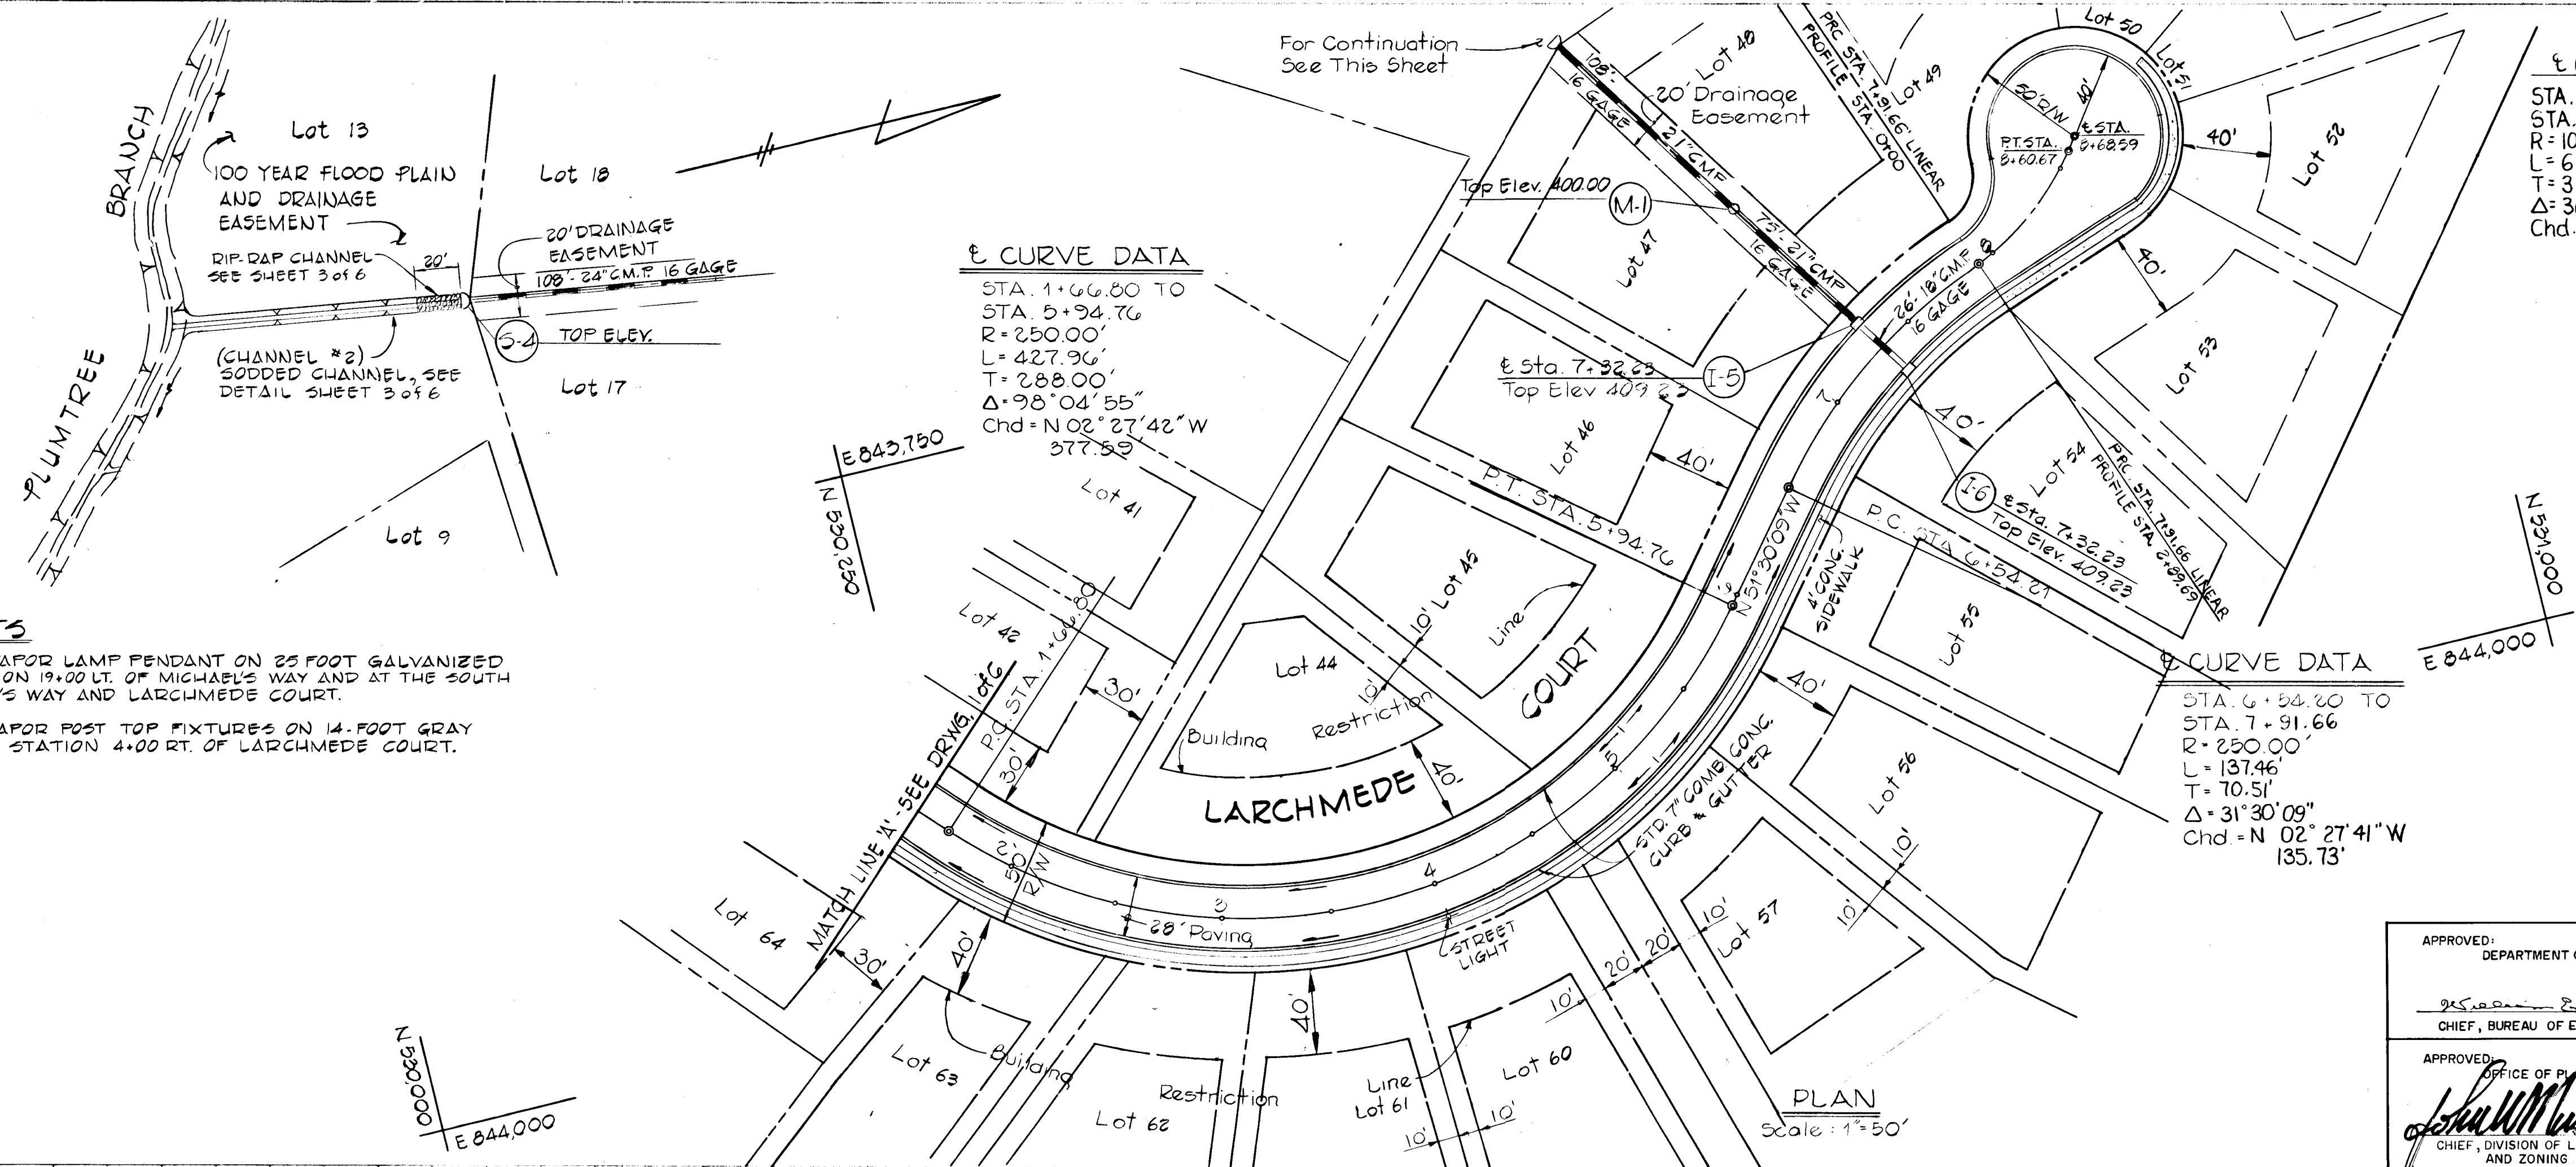 BRANCH
PLUMTREE
Lot 13
100 YEAR FLOOD PLAIN
AND DRAINAGE
EASEMENT
RIP-RAP CHANNEL
SEE SHEET 3 of 6
20'
Lot 18
20' DRAINAGE
EASEMENT
108'-24" C.M.P. 16 GAGE
S-4
TOP ELEV.
(CHANNEL #2)
SODDED CHANNEL, SEE
DETAIL SHEET 3 of 6
Lot 17
Lot 9
APOR LAMP PENDANT ON 25 FOOT GALVANIZED
ON 19+00 LT. OF MICHAEL'S WAY AND AT THE SOUTH
'S WAY AND LARCHMEDE COURT.
APOR POST TOP FIXTURES ON 14-FOOT GRAY
STATION 4+00 RT. OF LARCHMEDE COURT.
N 530,000
E 844,000
E 843,750
N 530,250
℄ CURVE DATA
STA. 1+66.80 TO
STA. 5+94.76
R = 250.00'
L = 427.96'
T = 288.00'
Δ = 98°04'55"
Chd = N 02°27'42" W
377.59'
For Continuation
See This Sheet
108'-
21" CMP
16 GAGE
20' Drainage
Easement
Top Elev. 400.00
M-1
75'-21" CMP
16 GAGE
Lot 48
Lot 49
PRC STA. 7+91.66 LINEAR
PROFILE STA. 0+00
Lot 50
Lot 51
50' R/W
40'
P.T. STA.
8+60.67
℄ STA.
8+68.59
40'
Lot 52
40'
Lot 53
Lot 47
26'-18" C.M.P.
16 GAGE
8
7
℄ Sta. 7+32.23
Top Elev 409.23
I-5
Lot 46
40'
P.T. STA. 5+94.76
N 51°30'09" W
6
P.C. STA. 6+54.21
4' CONC.
SIDEWALK
40'
Lot 54
I-6
℄ Sta. 7+32.23
Top Elev. 409.23
PRC. STA. 7+91.66 LINEAR
PROFILE STA. 2+89.69
Lot 55
40'
Lot 56
10'
10'
Lot 41
Lot 42
30'
30'
P.C. STA. 1+66.80
MATCH LINE 'A' - SEE DRWG. 1 of 6
Lot 45
10'
10'
Line
Lot 44
Building
Restriction
40'
LARCHMEDE
COURT
2
50'
R/W
3
28' Paving
4
5
STD. 7" COMB. CONC.
CURB & GUTTER
STREET
LIGHT
Lot 64
30'
40'
Lot 63
Building
Restriction
Line
Lot 62
40'
Lot 61
10'
10'
Lot 60
10'
20'
20'
10'
Lot 57
PLAN
Scale: 1"=50'
N 531,000
E 844,000
℄ CURVE DATA
STA. 6+54.20 TO
STA. 7+91.66
R = 250.00'
L = 137.46'
T = 70.51'
Δ = 31°30'09"
Chd. = N 02° 27'41" W
135.73'
℄
STA.
STA.
R = 10
L = 6
T = 3
Δ = 3
Chd.
APPROVED:
DEPARTMENT
CHIEF, BUREAU OF E
APPROVED:
OFFICE OF PL
CHIEF, DIVISION OF L
AND ZONING